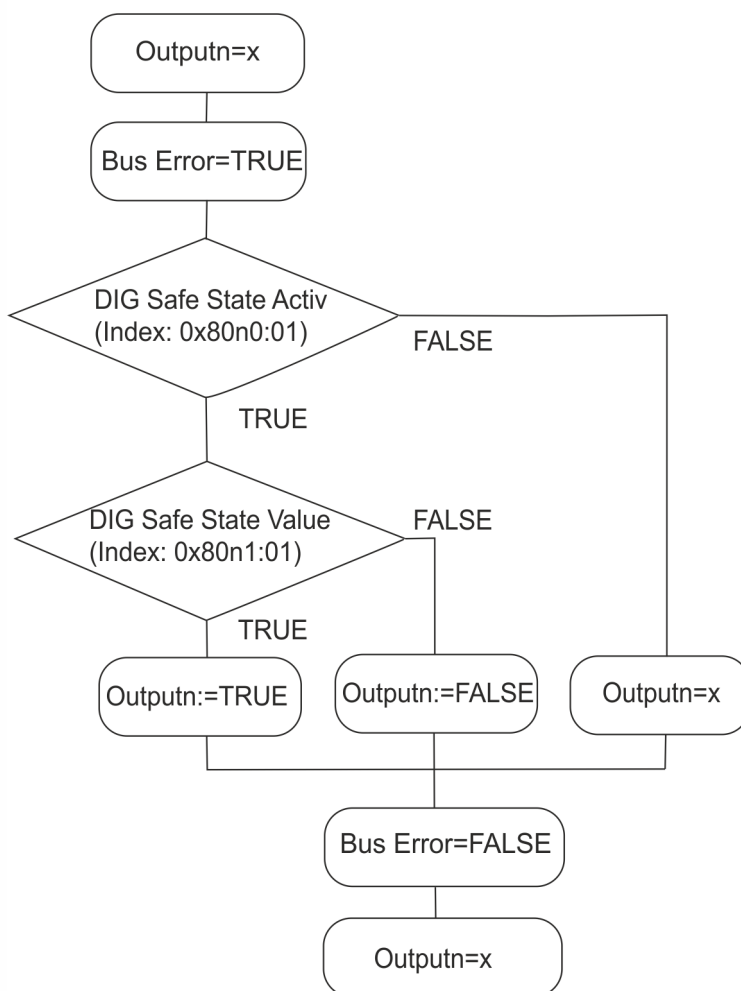 Outputn=x
Bus Error=TRUE
DIG Safe State Activ
(Index: 0x80n0:01)
FALSE
TRUE
DIG Safe State Value
(Index: 0x80n1:01)
FALSE
TRUE
Outputn:=TRUE
Outputn:=FALSE
Outputn=x
Bus Error=FALSE
Outputn=x